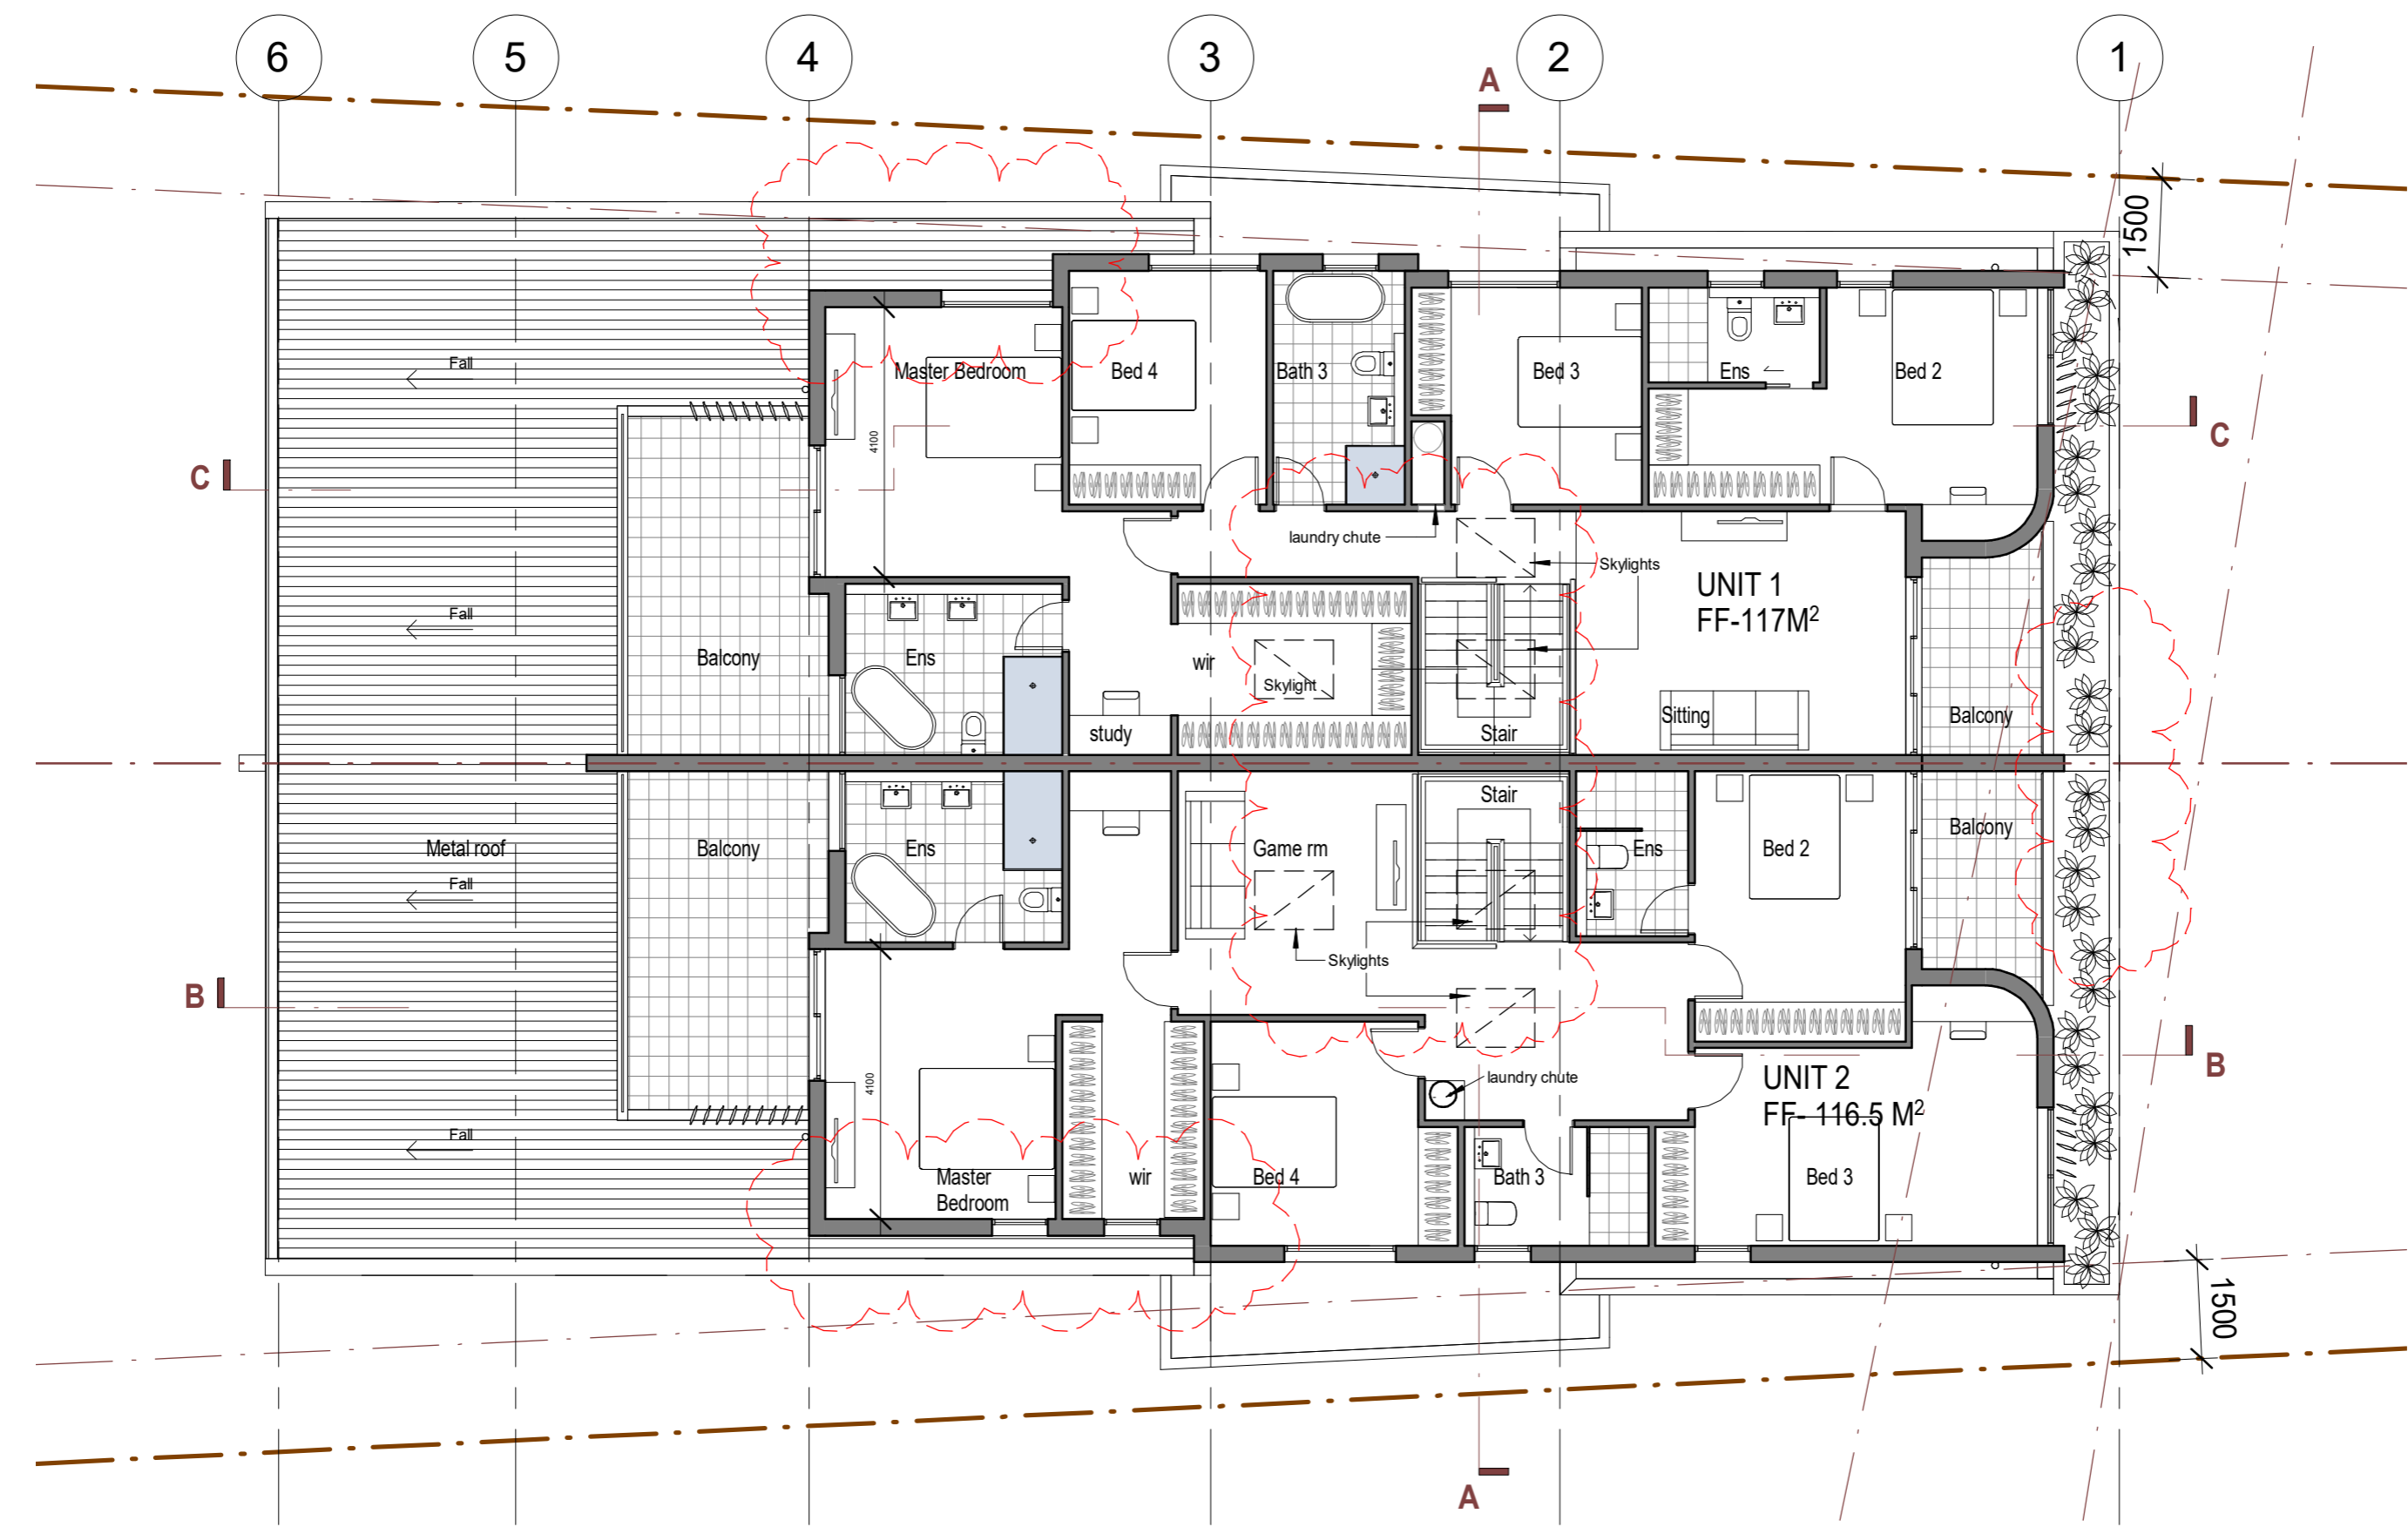 6
5
4
3
2
1
A
1500
Fall
Master Bedroom
Bed 4
Bath 3
Bed 3
Ens
Bed 2
4100
C
C
laundry chute
Skylights
UNIT 1
FF-117M²
Fall
Balcony
Ens
wir
Skylight
study
Stair
Sitting
Balcony
Stair
Metal roof
Balcony
Ens
Game rm
Ens
Bed 2
Balcony
Fall
Skylights
B
B
4100
laundry chute
UNIT 2
FF- 116.5 M²
Fall
Master
Bedroom
wir
Bed 4
Bath 3
Bed 3
1500
A